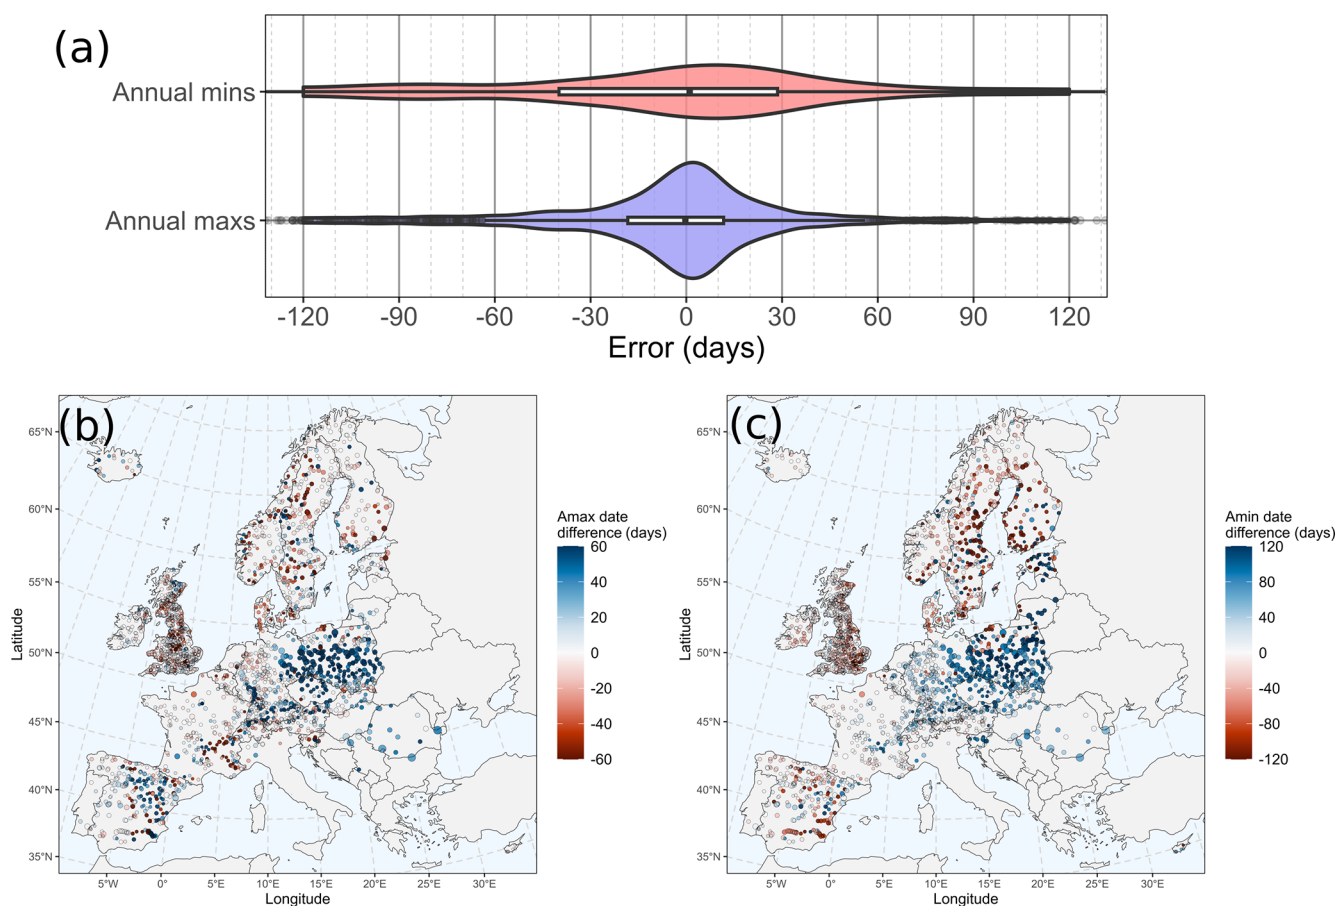 (a)
Annual mins
Annual maxs
-120 -90 -60 -30 0 30 60 90 120
Error (days)
(b)
65°N
60°N
55°N
50°N
45°N
40°N
35°N
Latitude
5°W 0° 5°E 10°E 15°E 20°E 25°E 30°E
Longitude
Amax date
difference (days)
60
40
20
0
-20
-40
-60
(c)
65°N
60°N
55°N
50°N
45°N
40°N
35°N
Latitude
5°W 0° 5°E 10°E 15°E 20°E 25°E 30°E
Longitude
Amin date
difference (days)
120
80
40
0
-40
-80
-120